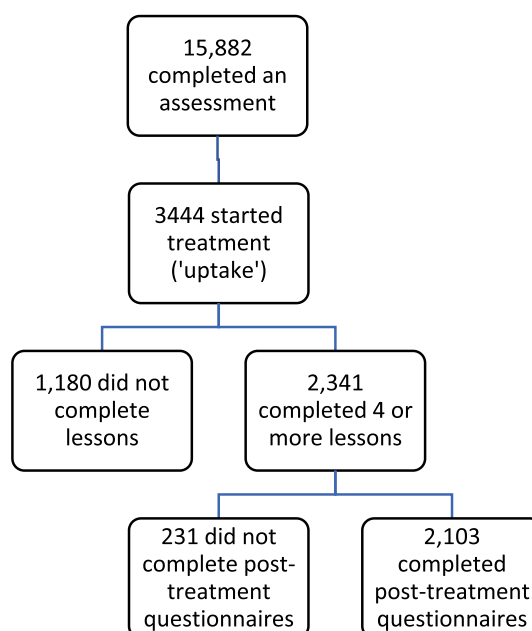 15,882
completed an
assessment
3444 started
treatment
('uptake')
1,180 did not
complete
lessons
2,341
completed 4 or
more lessons
231 did not
complete post-
treatment
questionnaires
2,103
completed
post-treatment
questionnaires